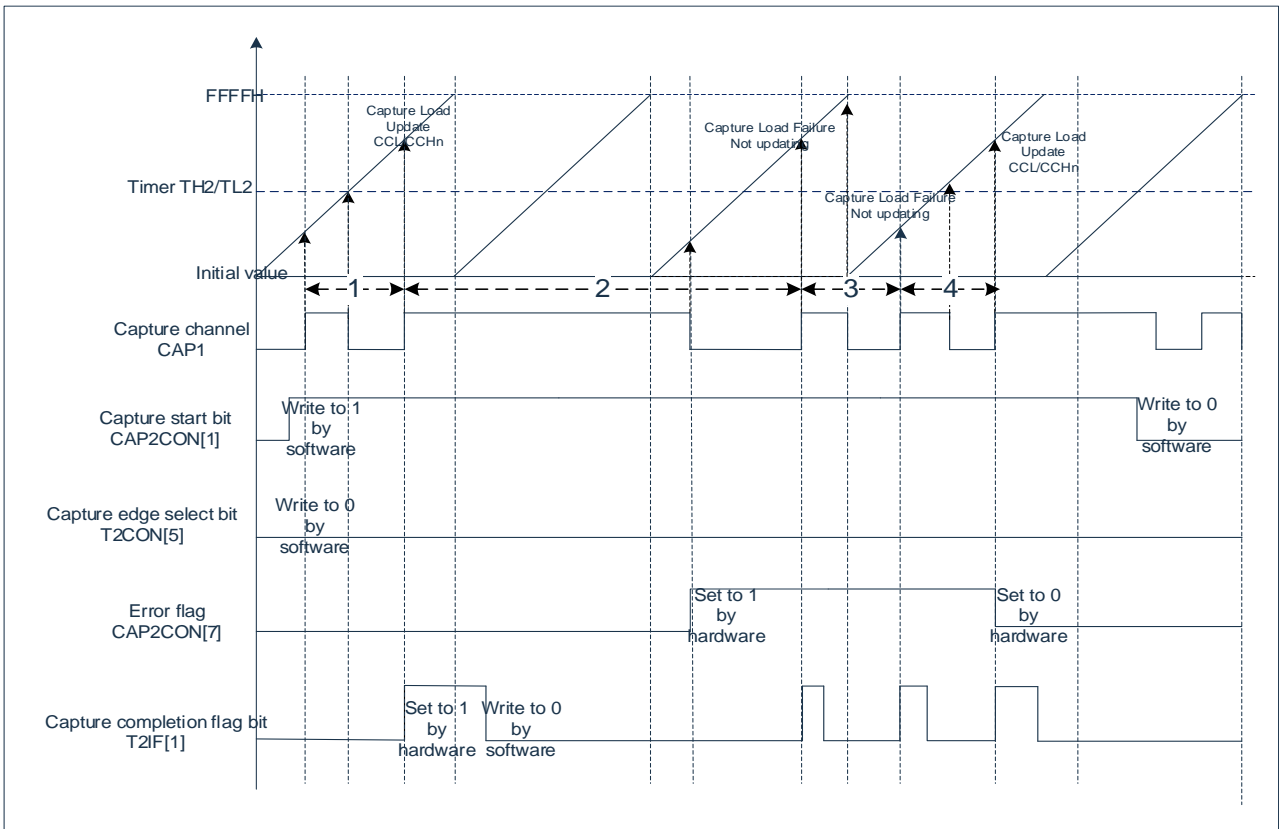 FFFFH
Capture Load
Update
CCL/CCHn
Capture Load Failure
Not updating
Capture Load
Update
CCL/CCHn
Timer TH2/TL2
Capture Load Failure
Not updating
Initial value
1
2
3
4
Capture channel
CAP1
Capture start bit
CAP2CON[1]
Write to 1
by
software
Write to 0
by
software
Capture edge select bit
T2CON[5]
Write to 0
by
software
Error flag
CAP2CON[7]
Set to 1
by
hardware
Set to 0
by
hardware
Capture completion flag bit
T2IF[1]
Set to 1
by
hardware
Write to 0
by
software